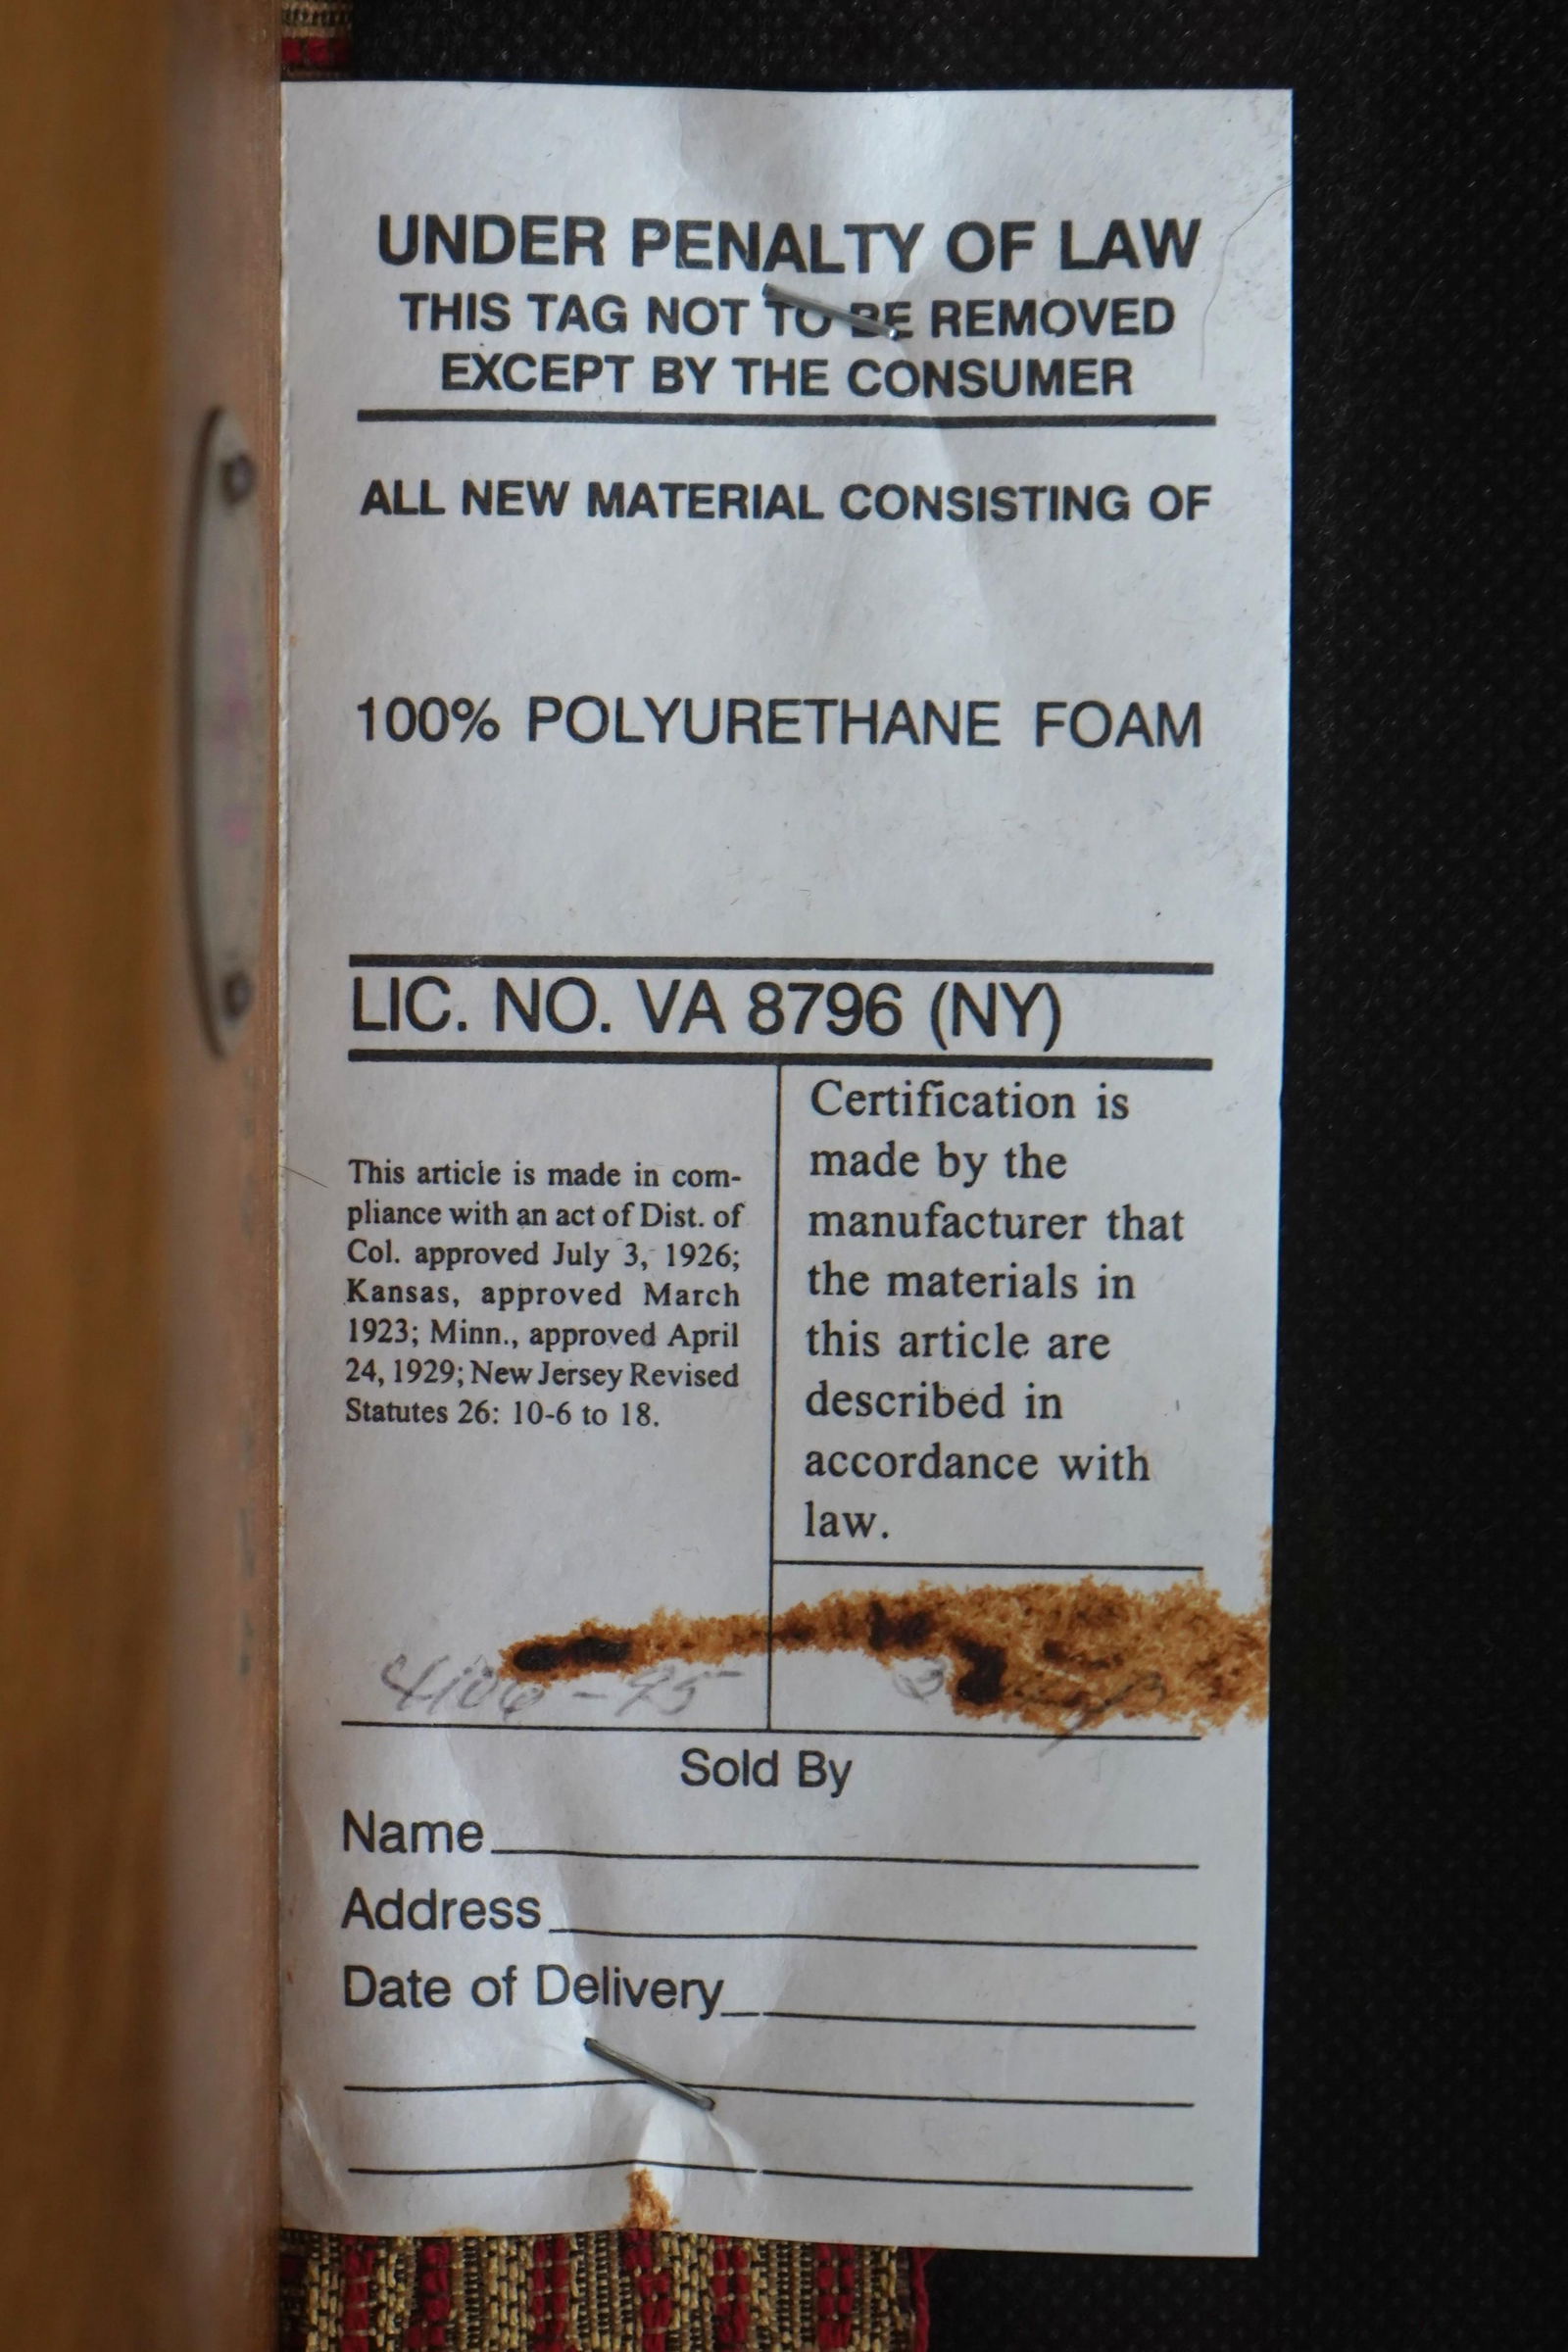 UNDER PENALTY OF LAW
THIS TAG NOT TO BE REMOVED
EXCEPT BY THE CONSUMER
ALL NEW MATERIAL CONSISTING OF
100% POLYURETHANE FOAM
LIC. NO. VA 8796 (NY)
This article is made in com-
pliance with an act of Dist. of
Col. approved July 3, 1926;
Kansas, approved March
1923; Minn., approved April
24, 1929; New Jersey Revised
Statutes 26: 10-6 to 18.
Certification is
made by the
manufacturer that
the materials in
this article are
described in
accordance with
law.
Sold By
Name
Address
Date of Delivery